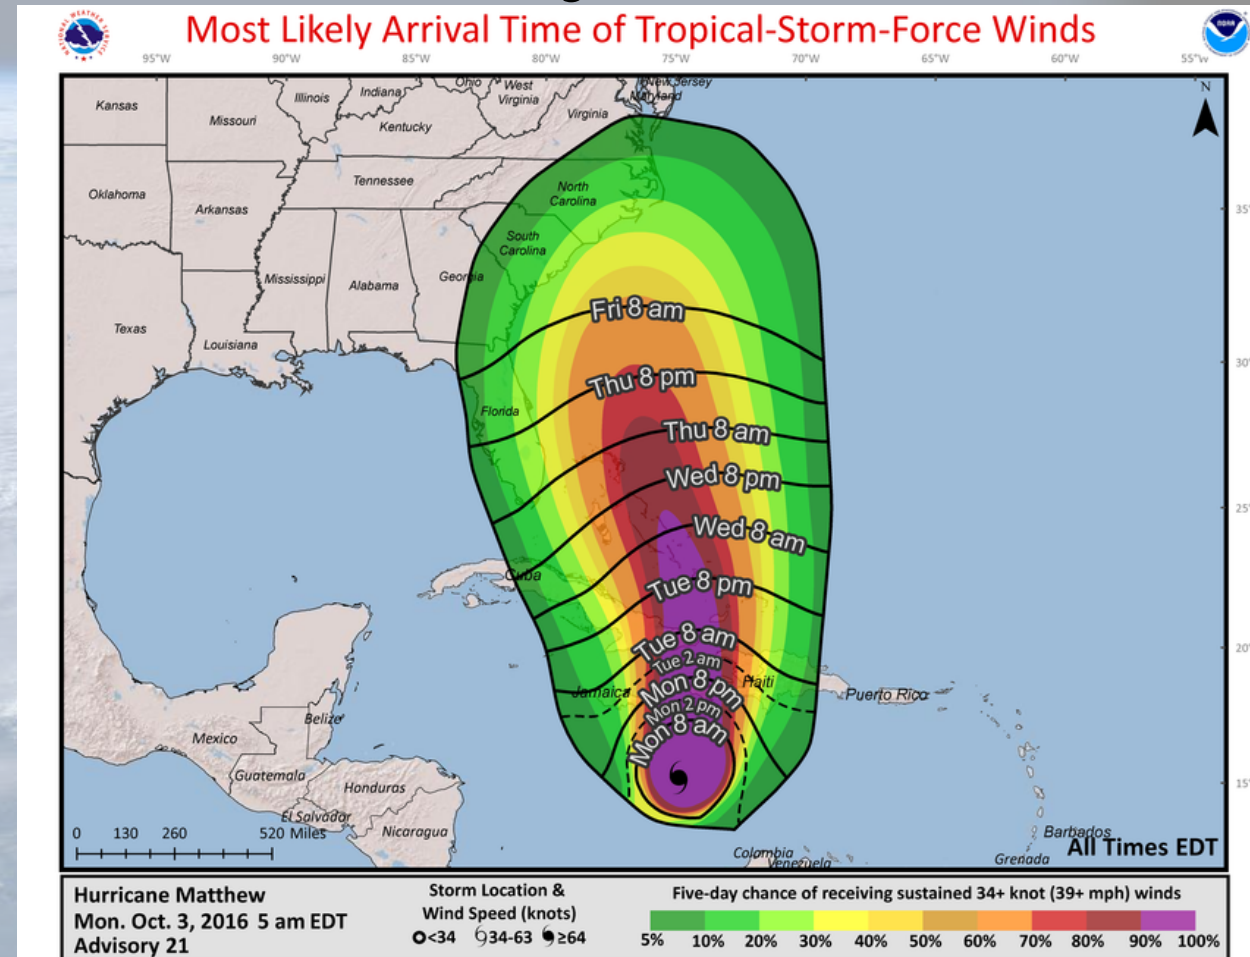 Most Likely Arrival Time of Tropical-Storm-Force Winds
NATIONAL WEATHER SERVICE
NOAA
95°W 90°W 85°W 80°W 75°W 70°W 65°W 60°W 55°W
N
Kansas
Missouri
Illinois
Indiana
Ohio
West
Virginia
New Jersey
Maryland
Kentucky
Virginia
Oklahoma
Arkansas
Tennessee
North
Carolina
35°
South
Carolina
Mississippi
Alabama
Georgia
Texas
Louisiana
Fri 8 am
30°
Thu 8 pm
Florida
Thu 8 am
Wed 8 pm
25°
Wed 8 am
Cuba
Tue 8 pm
Tue 8 am
20°
Tue 2 am
Jamaica
Mon 8 pm
Haiti
Puerto Rico
Mon 2 pm
Mon 8 am
Belize
Mexico
Guatemala
Honduras
15°
El Salvador
Nicaragua
0 130 260 520 Miles
Colombia
Venezuela
Barbados
Grenada
All Times EDT
Hurricane Matthew
Mon. Oct. 3, 2016 5 am EDT
Advisory 21
Storm Location &
Wind Speed (knots)
<34 34-63 ≥64
Five-day chance of receiving sustained 34+ knot (39+ mph) winds
5% 10% 20% 30% 40% 50% 60% 70% 80% 90% 100%